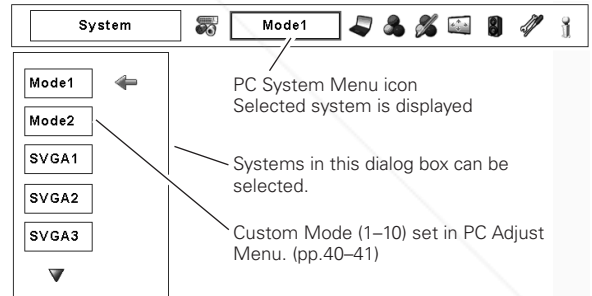 System
Mode1
PC System Menu icon
Selected system is displayed
Mode1
Mode2
SVGA1
SVGA2
SVGA3
Systems in this dialog box can be
selected.
Custom Mode (1–10) set in PC Adjust
Menu. (pp.40–41)